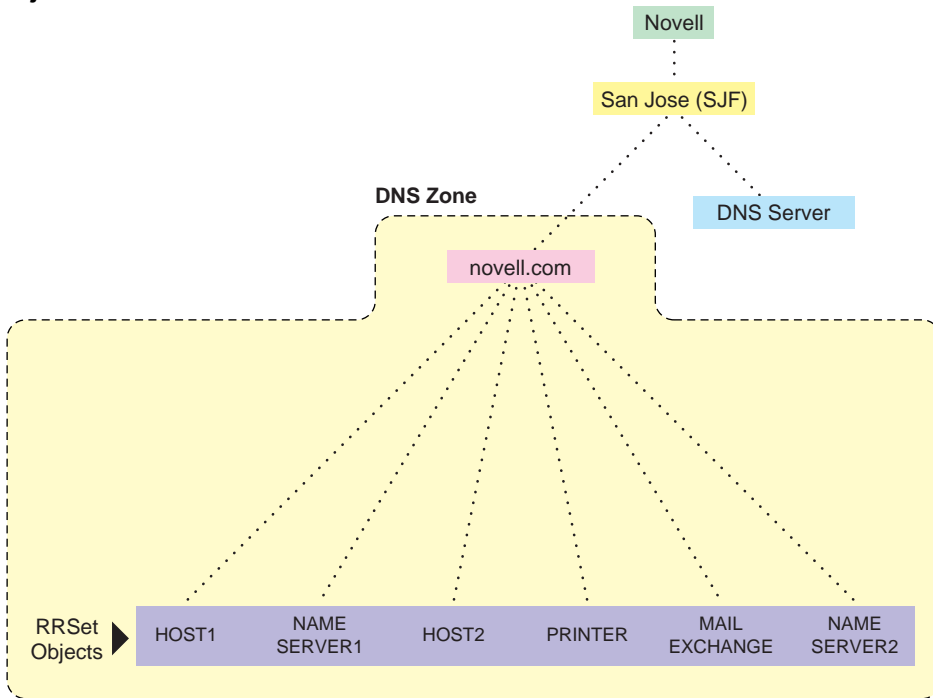 Novell
San Jose (SJF)
DNS Zone
DNS Server
novell.com
RRSet
Objects
HOST1
NAME
SERVER1
HOST2
PRINTER
MAIL
EXCHANGE
NAME
SERVER2